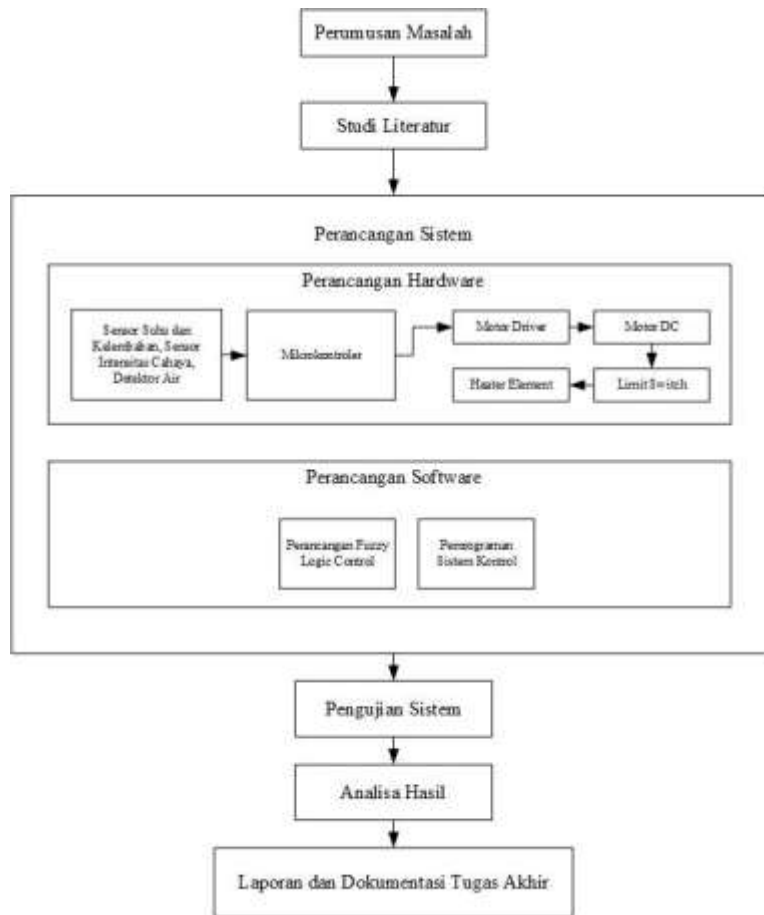 Perumusan Masalah
Studi Literatur
Perancangan Sistem
Perancangan Hardware
Sensor Suhu dan
Kelembaban, Sensor
Intensitas Cahaya,
Detektor Air
Mikrokontroler
Motor Driver
Motor DC
Heater Element
Limit Switch
Perancangan Software
Perancangan Fuzzy
Logic Control
Pemrograman
Sistem Kontrol
Pengujian Sistem
Analisa Hasil
Laporan dan Dokumentasi Tugas Akhir